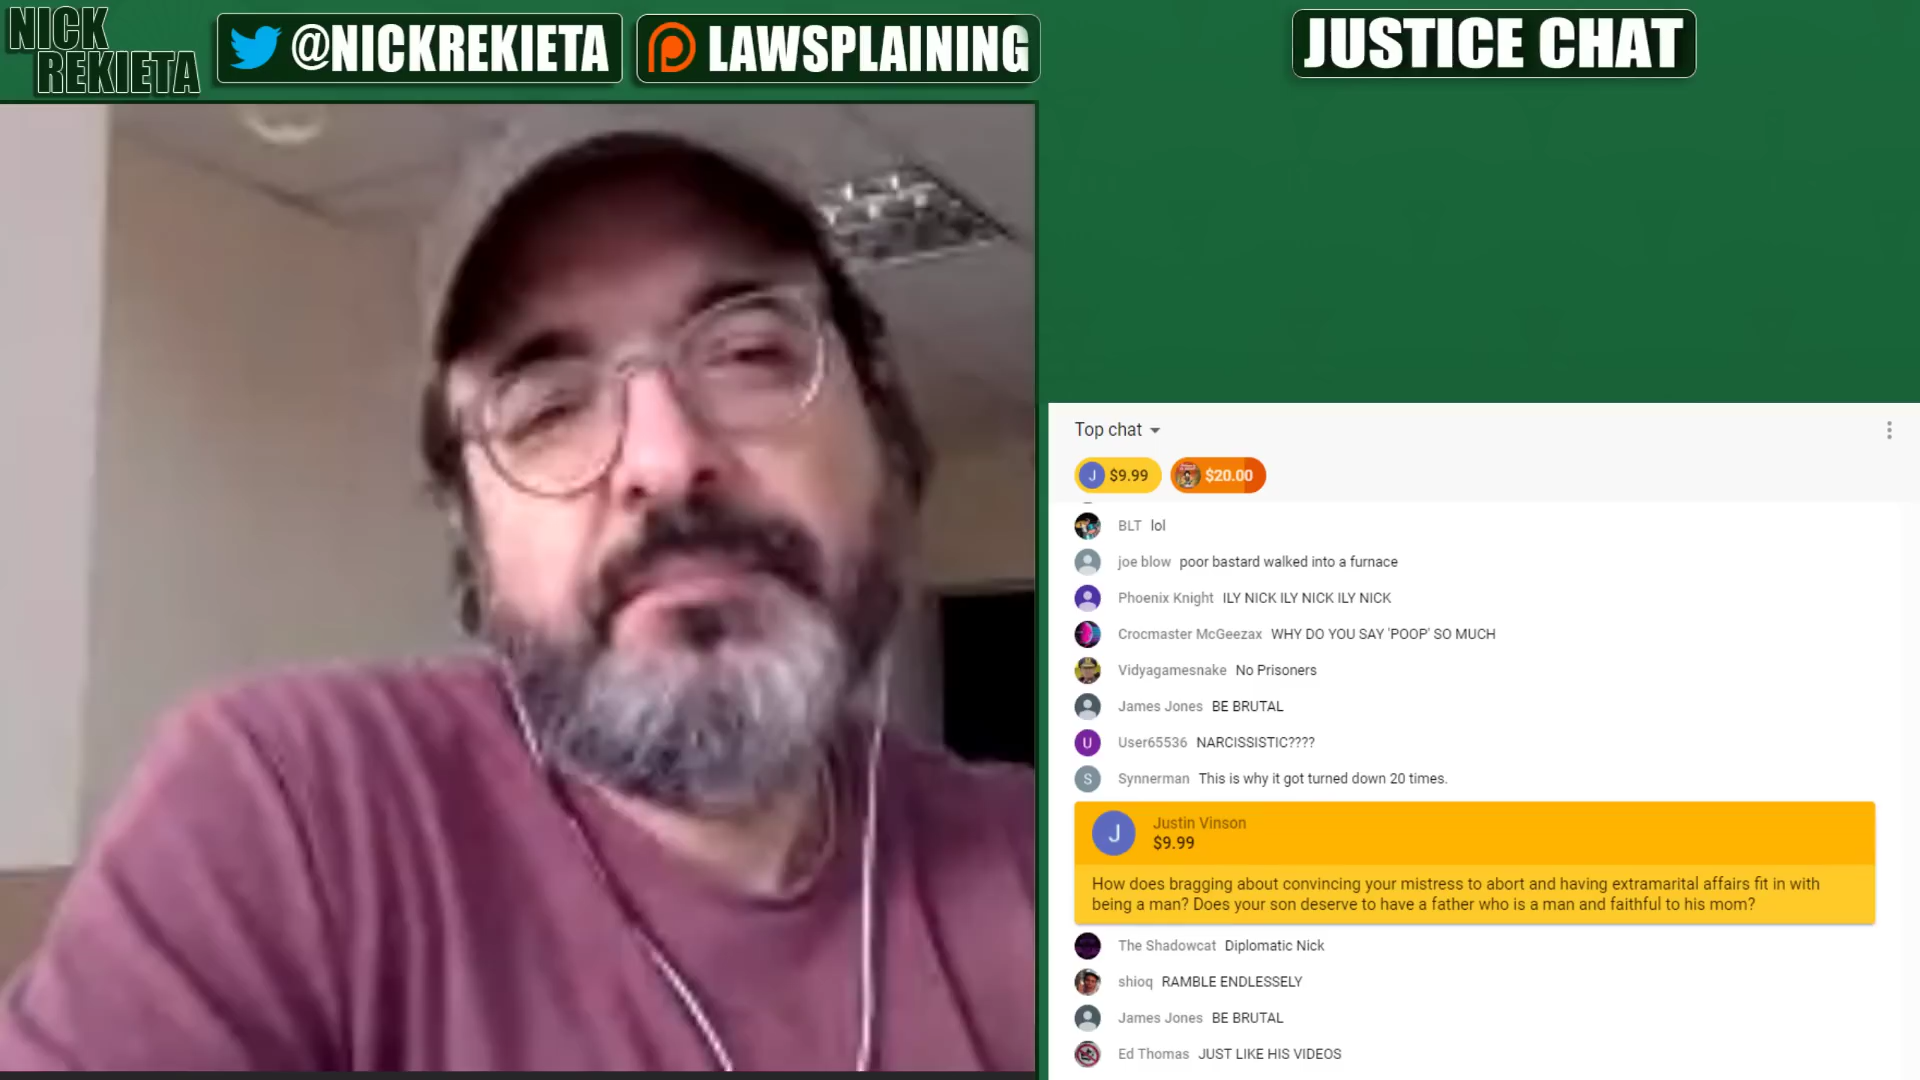 NICK
REKIETA
@NICKREKIETA
LAWSPLAINING
JUSTICE CHAT
Top chat
J $9.99
$20.00
BLT lol
joe blow poor bastard walked into a furnace
Phoenix Knight ILY NICK ILY NICK ILY NICK
Crocmaster McGeezax WHY DO YOU SAY 'POOP' SO MUCH
Vidyagamesnake No Prisoners
James Jones BE BRUTAL
U User65536 NARCISSISTIC????
S Synnerman This is why it got turned down 20 times.
J Justin Vinson
$9.99
How does bragging about convincing your mistress to abort and having extramarital affairs fit in with
being a man? Does your son deserve to have a father who is a man and faithful to his mom?
The Shadowcat Diplomatic Nick
shioq RAMBLE ENDLESSELY
James Jones BE BRUTAL
Ed Thomas JUST LIKE HIS VIDEOS